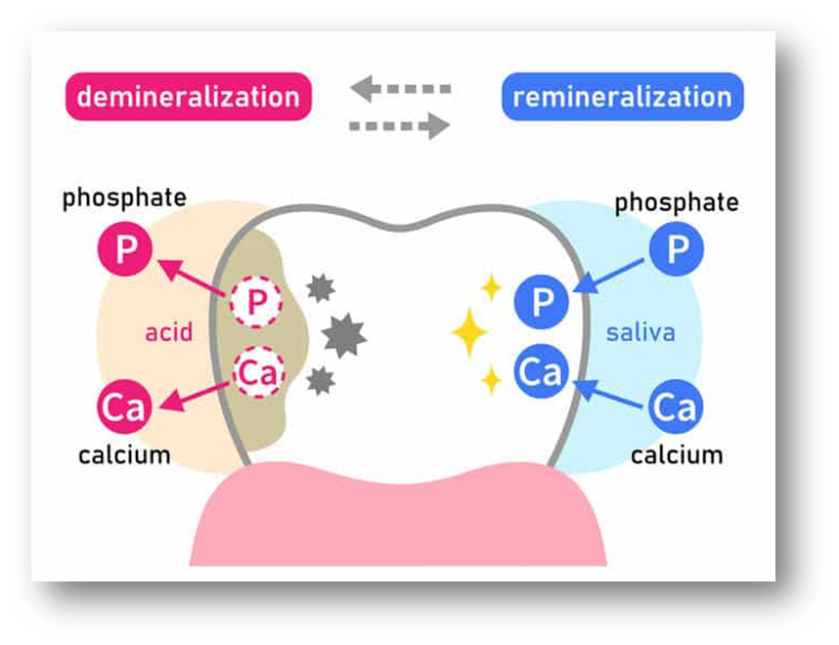 demineralization
remineralization
phosphate
P
P
acid
Ca
Ca
calcium
phosphate
P
P
saliva
Ca
Ca
calcium